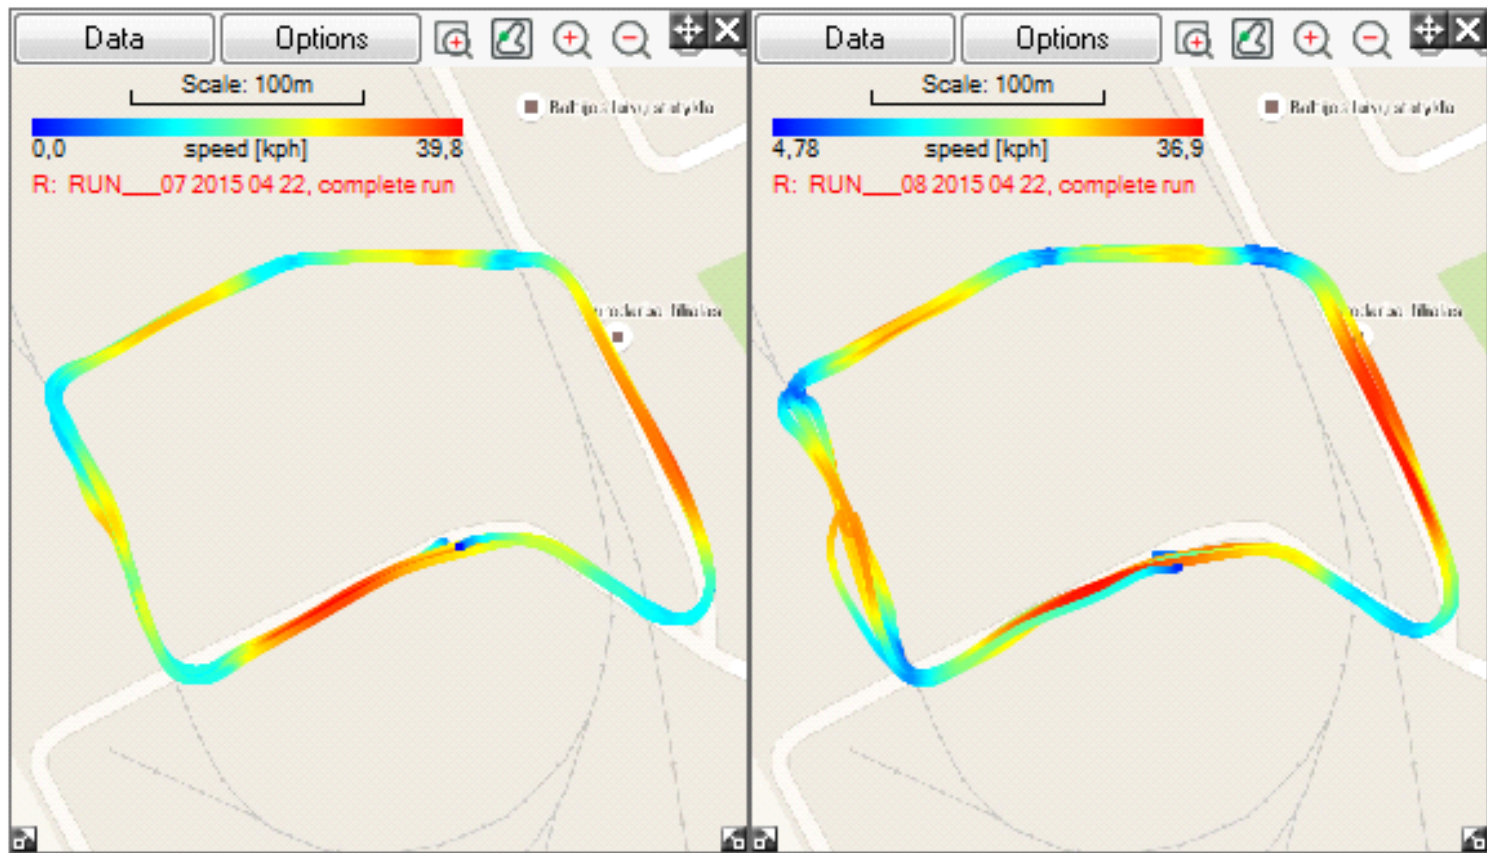 Data Options
Scale: 100m
0,0 speed [kph] 39,8
R: RUN___07 2015 04 22, complete run
Data Options
Scale: 100m
4,78 speed [kph] 36,9
R: RUN___08 2015 04 22, complete run